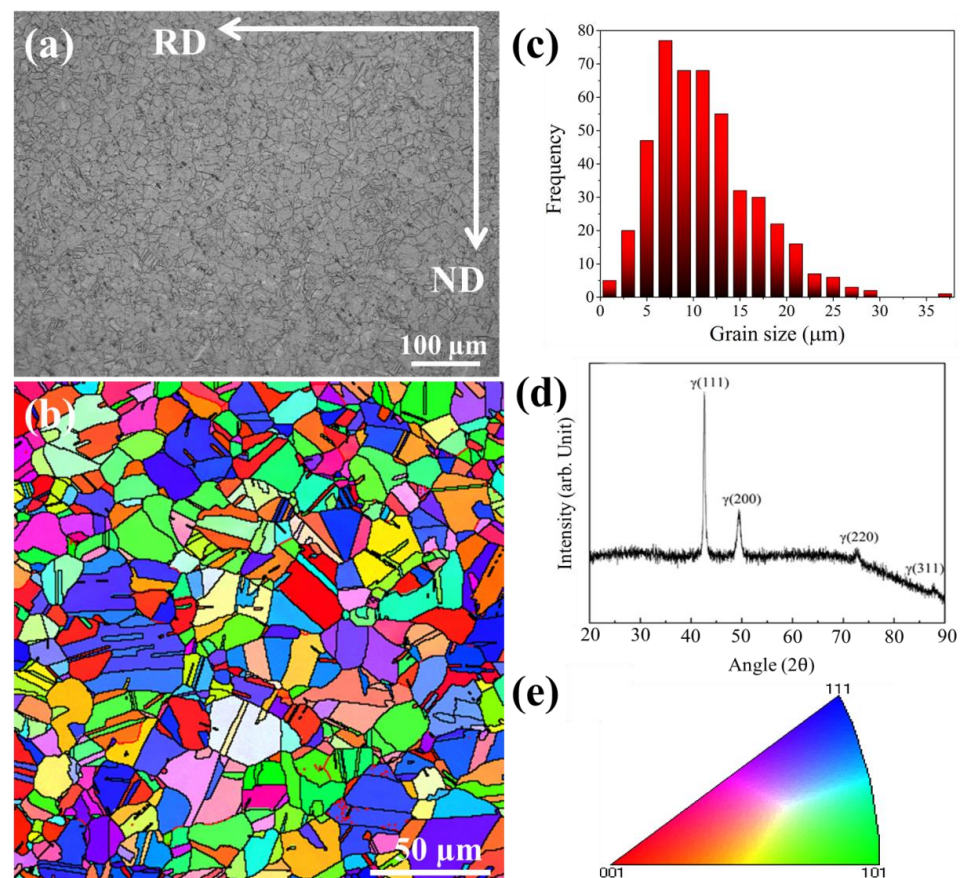 (a)
RD
ND
100 µm
(b)
50 µm
(c)
Frequency
80
70
60
50
40
30
20
10
0
0 5 10 15 20 25 30 35
Grain size (µm)
(d)
Intensity (arb. Unit)
γ(111)
γ(200)
γ(220)
γ(311)
20 30 40 50 60 70 80 90
Angle (2θ)
(e)
111
001
101